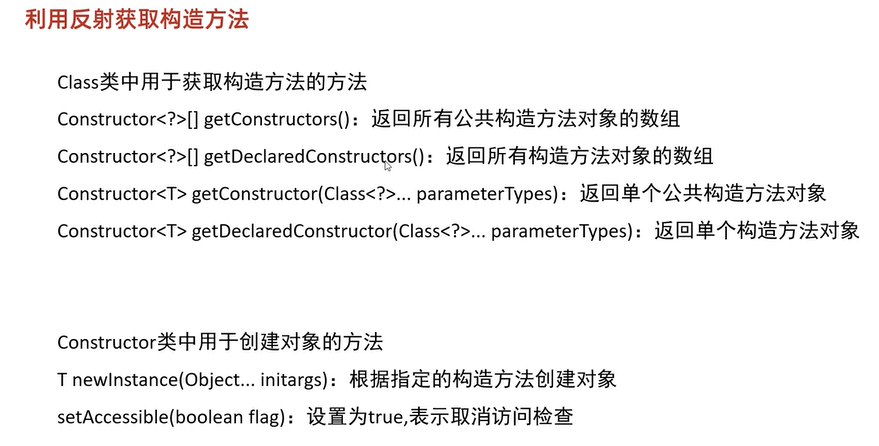 利用反射获取构造方法
Class类中用于获取构造方法的方法
Constructor<?>[] getConstructors()：返回所有公共构造方法对象的数组
Constructor<?>[] getDeclaredConstructors()：返回所有构造方法对象的数组
Constructor<T> getConstructor(Class<?>... parameterTypes)：返回单个公共构造方法对象
Constructor<T> getDeclaredConstructor(Class<?>... parameterTypes)：返回单个构造方法对象
Constructor类中用于创建对象的方法
T newInstance(Object... initargs)：根据指定的构造方法创建对象
setAccessible(boolean flag)：设置为true,表示取消访问检查